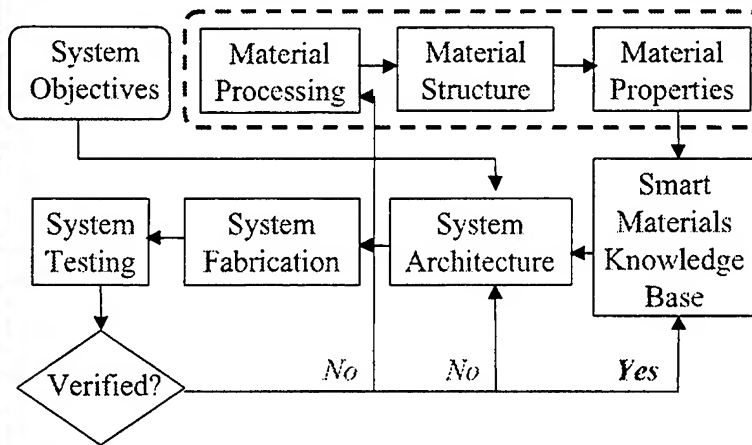 System
Objectives
Material
Processing
Material
Structure
Material
Properties
System
Testing
System
Fabrication
System
Architecture
Smart
Materials
Knowledge
Base
Verified?
No
No
Yes